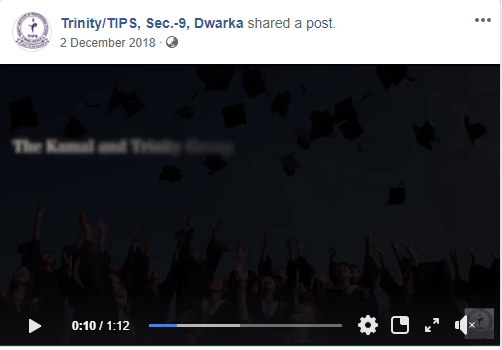 Trinity/TIPS, Sec.-9, Dwarka shared a post.
2 December 2018 ·
The Kamal and Trinity Group
0:10 / 1:12